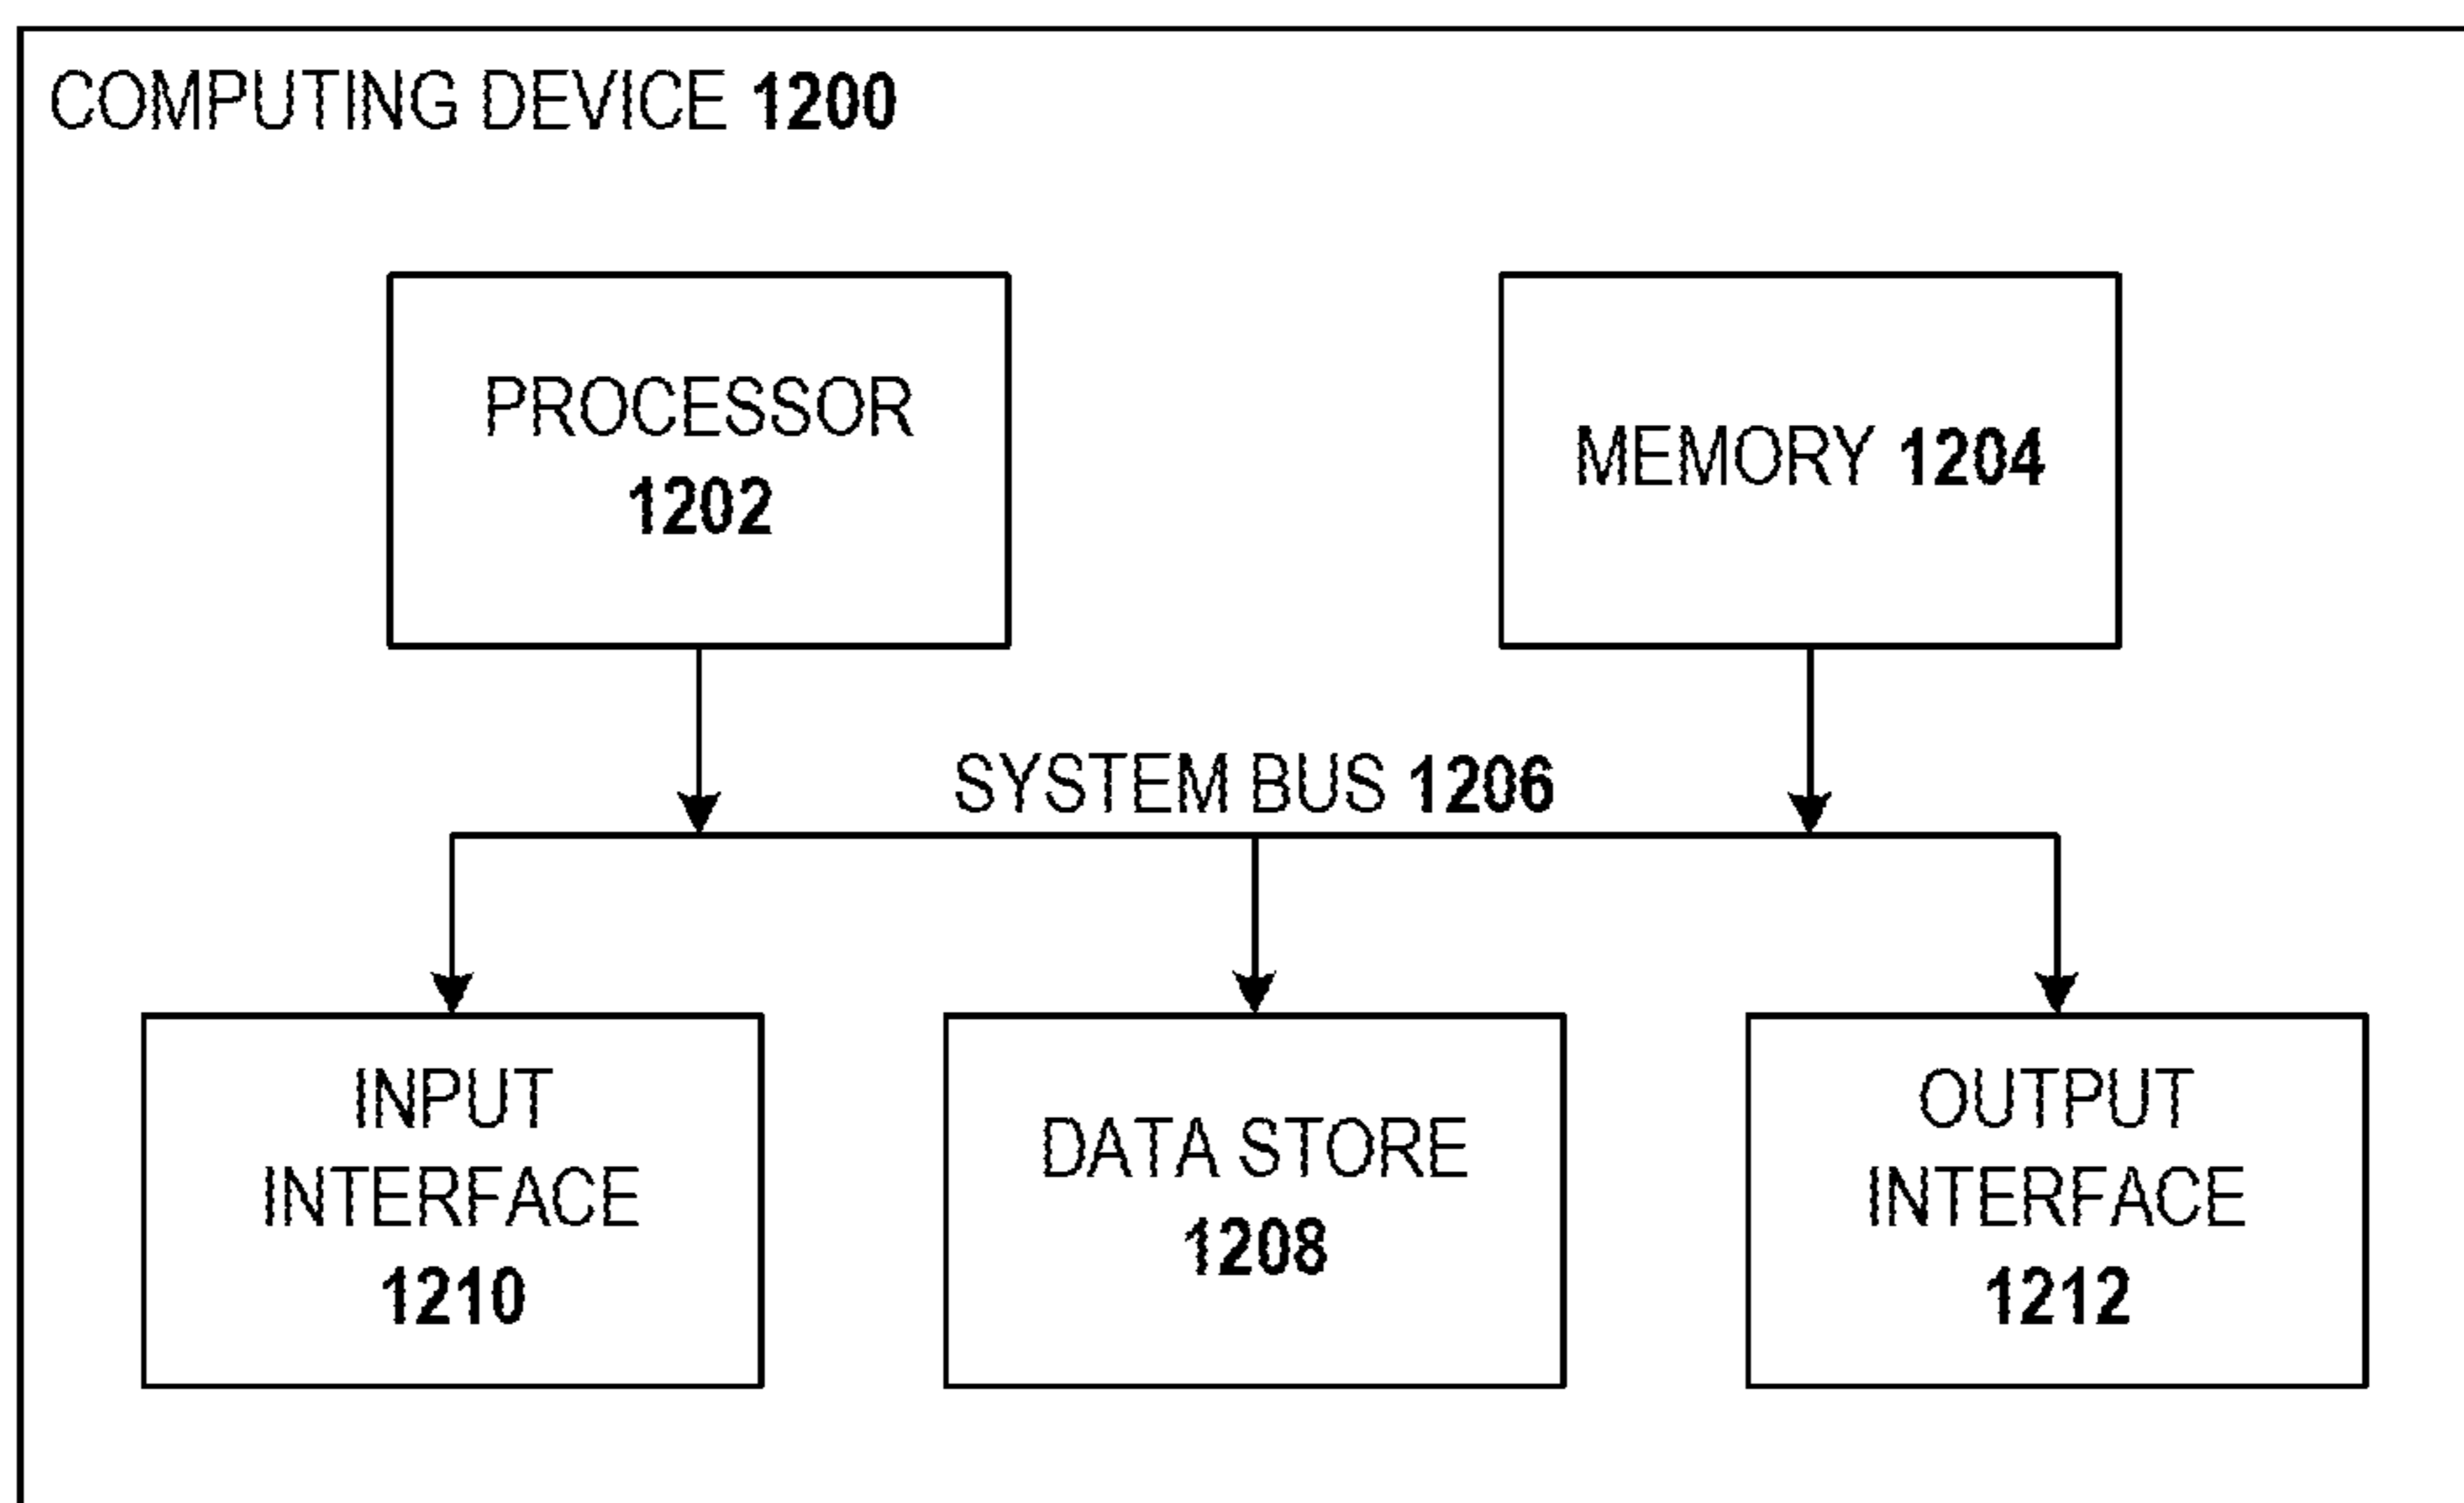 COMPUTING DEVICE 1200
PROCESSOR
1202
MEMORY 1204
SYSTEM BUS 1206
INPUT
INTERFACE
1210
DATA STORE
1208
OUTPUT
INTERFACE
1212